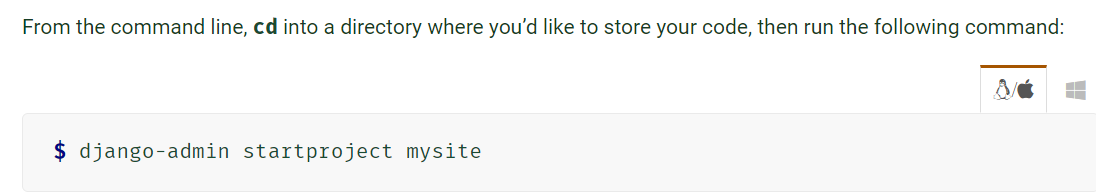 From the command line, cd into a directory where you’d like to store your code, then run the following command:
/
$ django-admin startproject mysite